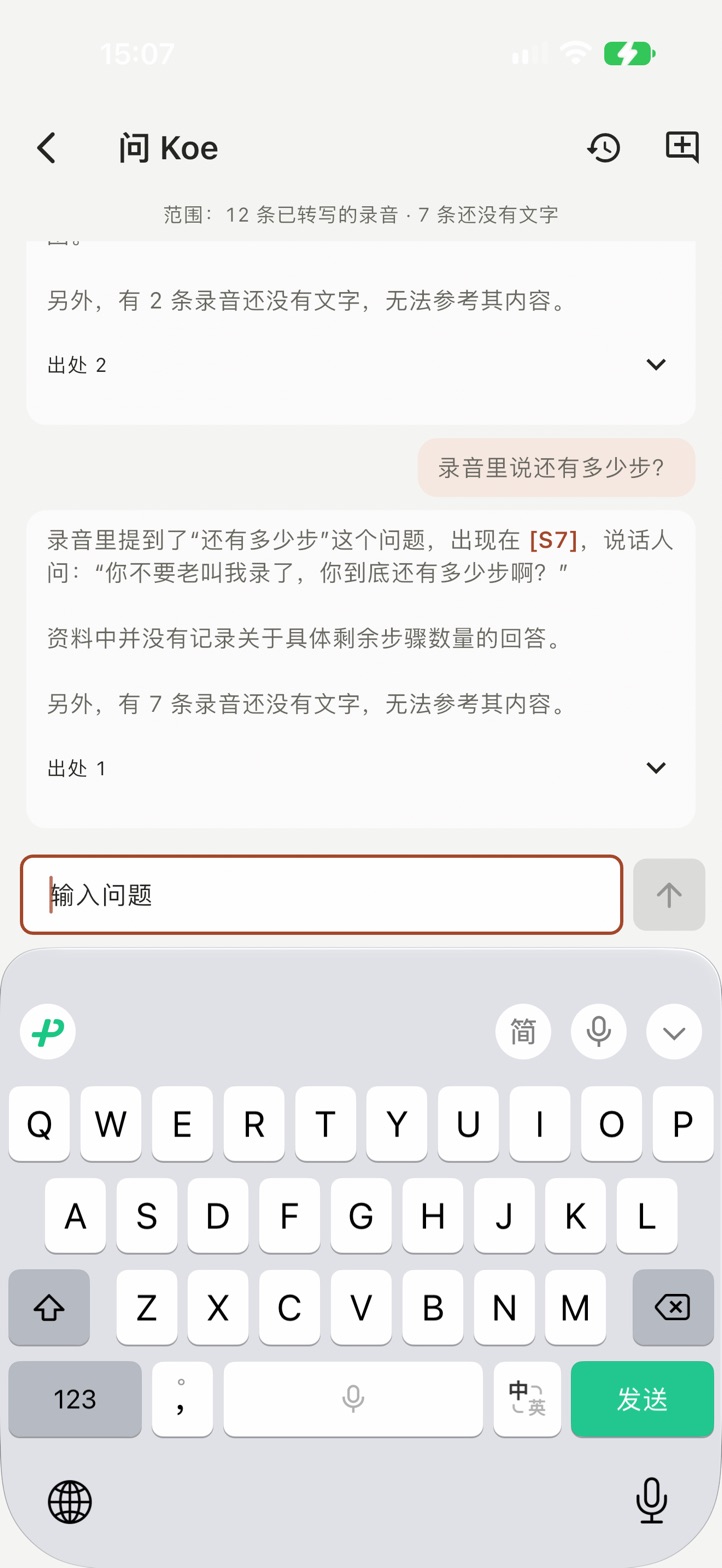 15:07
问 Koe
范围：12 条已转写的录音 · 7 条还没有文字
另外，有 2 条录音还没有文字，无法参考其内容。
出处 2
录音里说还有多少步？
录音里提到了“还有多少步”这个问题，出现在 [S7]，说话人
问：“你不要老叫我录了，你到底还有多少步啊？”
资料中并没有记录关于具体剩余步骤数量的回答。
另外，有 7 条录音还没有文字，无法参考其内容。
出处 1
输入问题
简
Q W E R T Y U I O P
A S D F G H J K L
Z X C V B N M
123 。， 中英 发送